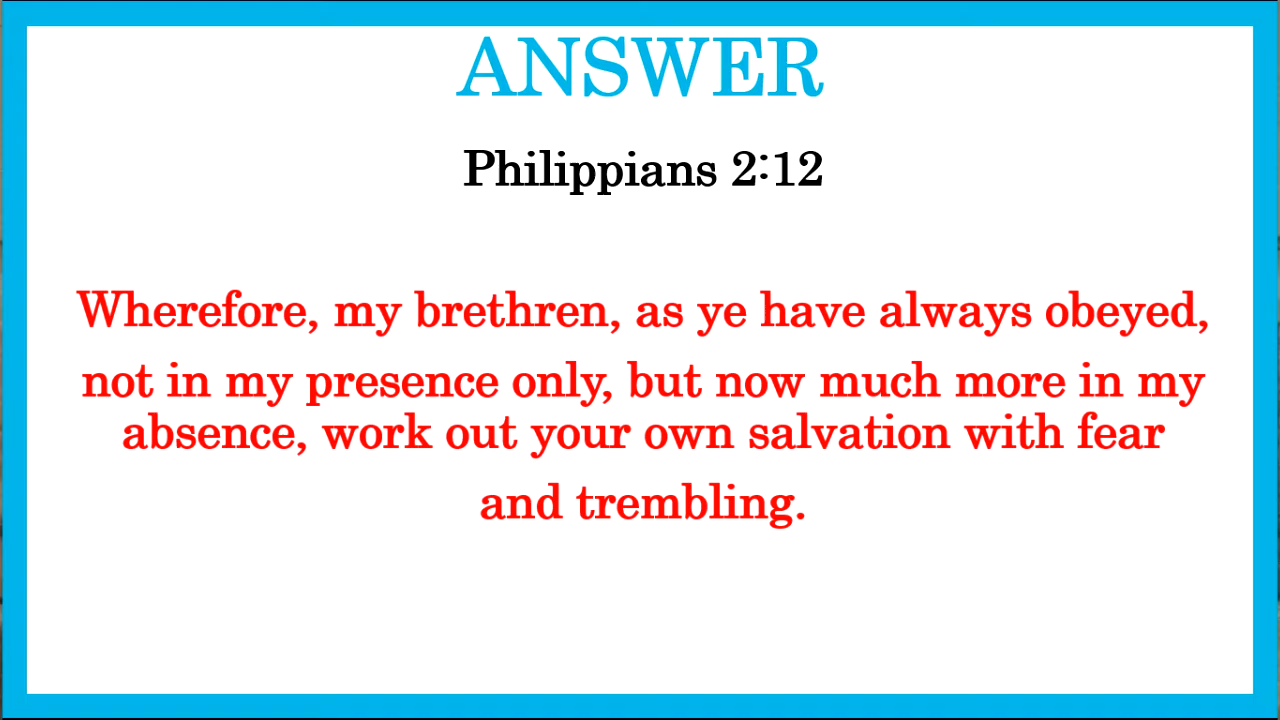 ANSWER
Philippians 2:12
Wherefore, my brethren, as ye have always obeyed,
not in my presence only, but now much more in my
absence, work out your own salvation with fear
and trembling.